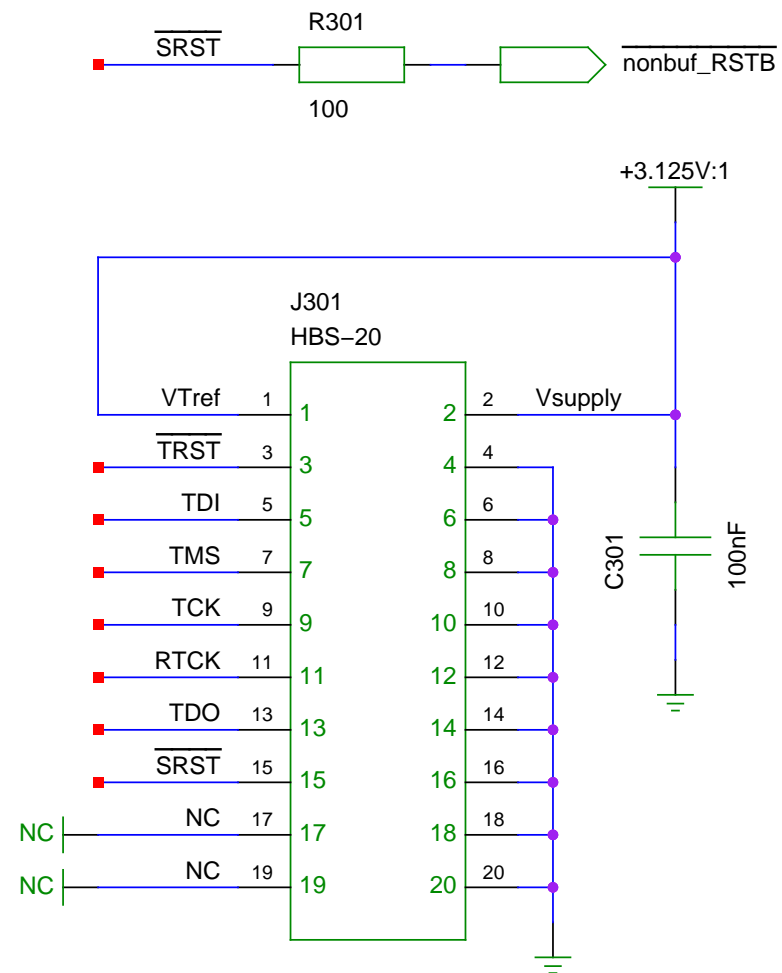 R301
SRST
nonbuf_RSTB
100
+3.125V:1
J301
HBS−20
VTref 1 1 2 2 Vsupply
TRST 3 3 4 4
TDI 5 5 6 6
TMS 7 7 8 8
C301 100nF
TCK 9 9 10 10
RTCK 11 11 12 12
TDO 13 13 14 14
SRST 15 15 16 16
NC NC 17 17 18 18
NC NC 19 19 20 20